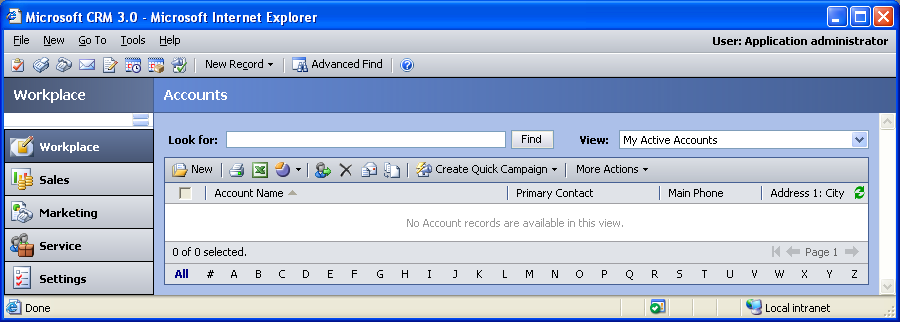 Microsoft CRM 3.0 - Microsoft Internet Explorer
File New Go To Tools Help User: Application administrator
New Record Advanced Find
Workplace Accounts
Look for: Find View: My Active Accounts
Workplace
New Create Quick Campaign More Actions
Sales
Account Name Primary Contact Main Phone Address 1: City
Marketing
No Account records are available in this view.
Service
0 of 0 selected. Page 1
Settings
All # A B C D E F G H I J K L M N O P Q R S T U V W X Y Z
Done Local intranet